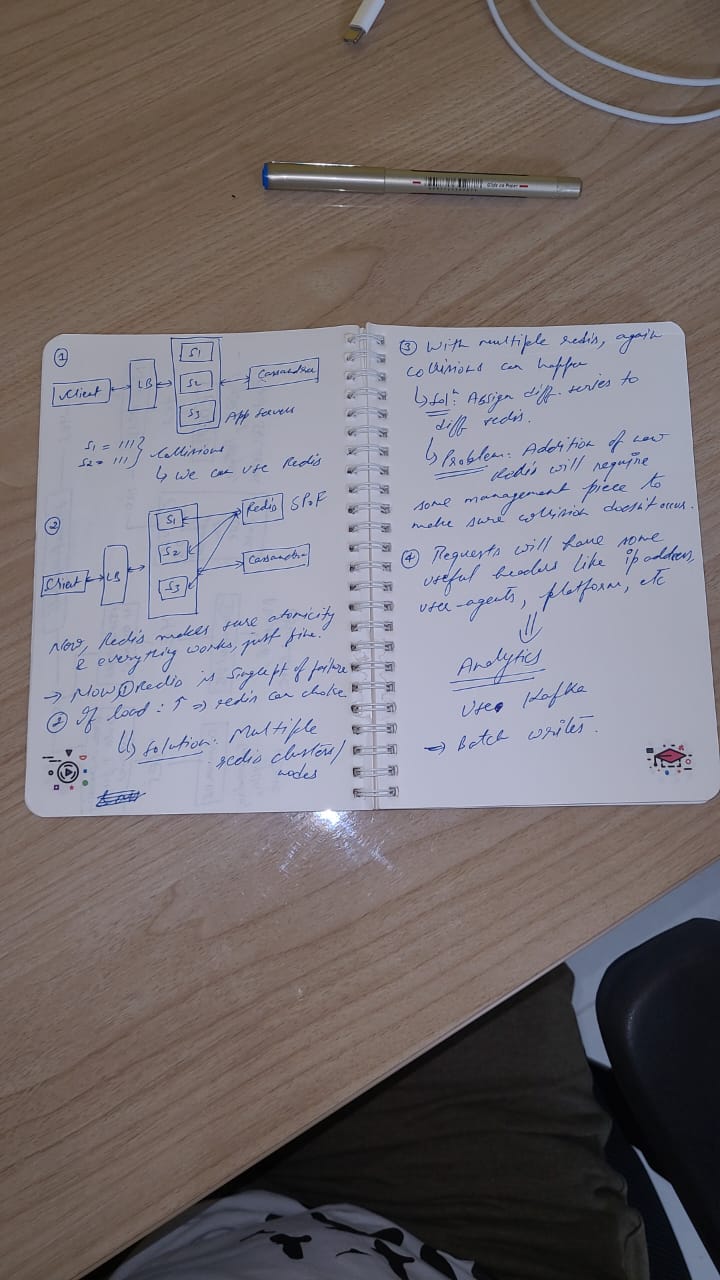 ①
S1
Client
LB
S2
Cassandra
S3
App Servers
S1 = 111 }
S2 = 111 } Collisions
↳ We can use Redis
②
S1
Redis SPoF
S2
Client
LB
Cassandra
S3
Now, Redis makes sure atomicity
& everything works, just fine.
→ Now, ① Redis is Single pt of failure
② If load: ↑ ⇒ redis can choke
↳ Solution: Multiple
redis clusters/
nodes
③ With multiple redis, again
collisions can happen
↳ Solⁿ: Assign diff. series to
diff redis.
↳ Problem: Addition of new
Redis will require
some management piece to
make sure collision doesn't occur.
④ Requests will have some
useful headers like ip address,
user-agents, platform, etc
⇓
Analytics
Use Kafka
→ Batch writes.